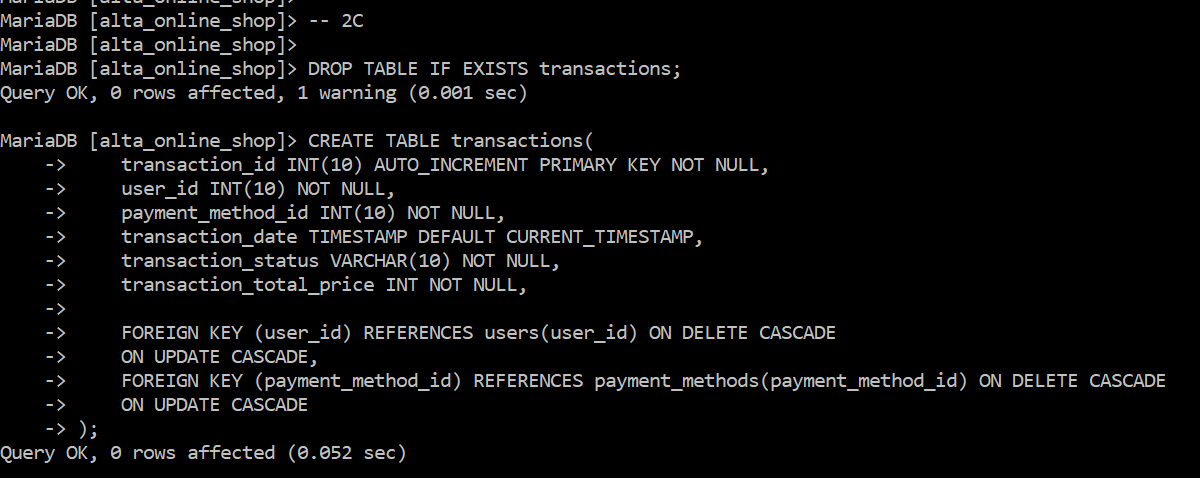 MariaDB [alta_online_shop]>
MariaDB [alta_online_shop]> -- 2C
MariaDB [alta_online_shop]>
MariaDB [alta_online_shop]> DROP TABLE IF EXISTS transactions;
Query OK, 0 rows affected, 1 warning (0.001 sec)
MariaDB [alta_online_shop]> CREATE TABLE transactions(
-> transaction_id INT(10) AUTO_INCREMENT PRIMARY KEY NOT NULL,
-> user_id INT(10) NOT NULL,
-> payment_method_id INT(10) NOT NULL,
-> transaction_date TIMESTAMP DEFAULT CURRENT_TIMESTAMP,
-> transaction_status VARCHAR(10) NOT NULL,
-> transaction_total_price INT NOT NULL,
->
-> FOREIGN KEY (user_id) REFERENCES users(user_id) ON DELETE CASCADE
-> ON UPDATE CASCADE,
-> FOREIGN KEY (payment_method_id) REFERENCES payment_methods(payment_method_id) ON DELETE CASCADE
-> ON UPDATE CASCADE
-> );
Query OK, 0 rows affected (0.052 sec)